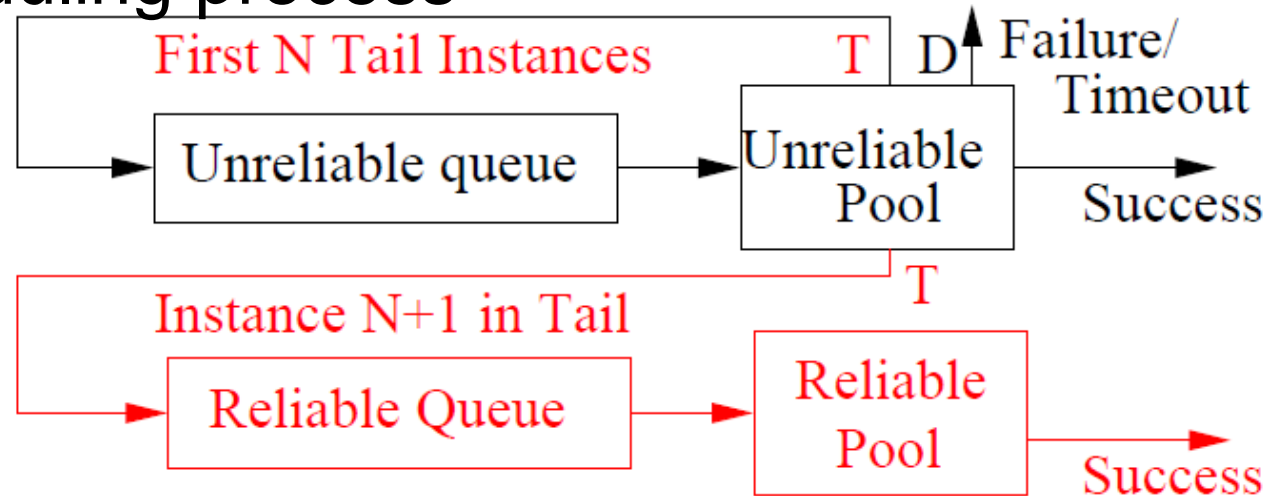 First N Tail Instances
T
D
Failure/
Timeout
Unreliable queue
Unreliable
Pool
Success
T
Instance N+1 in Tail
Reliable Queue
Reliable
Pool
Success